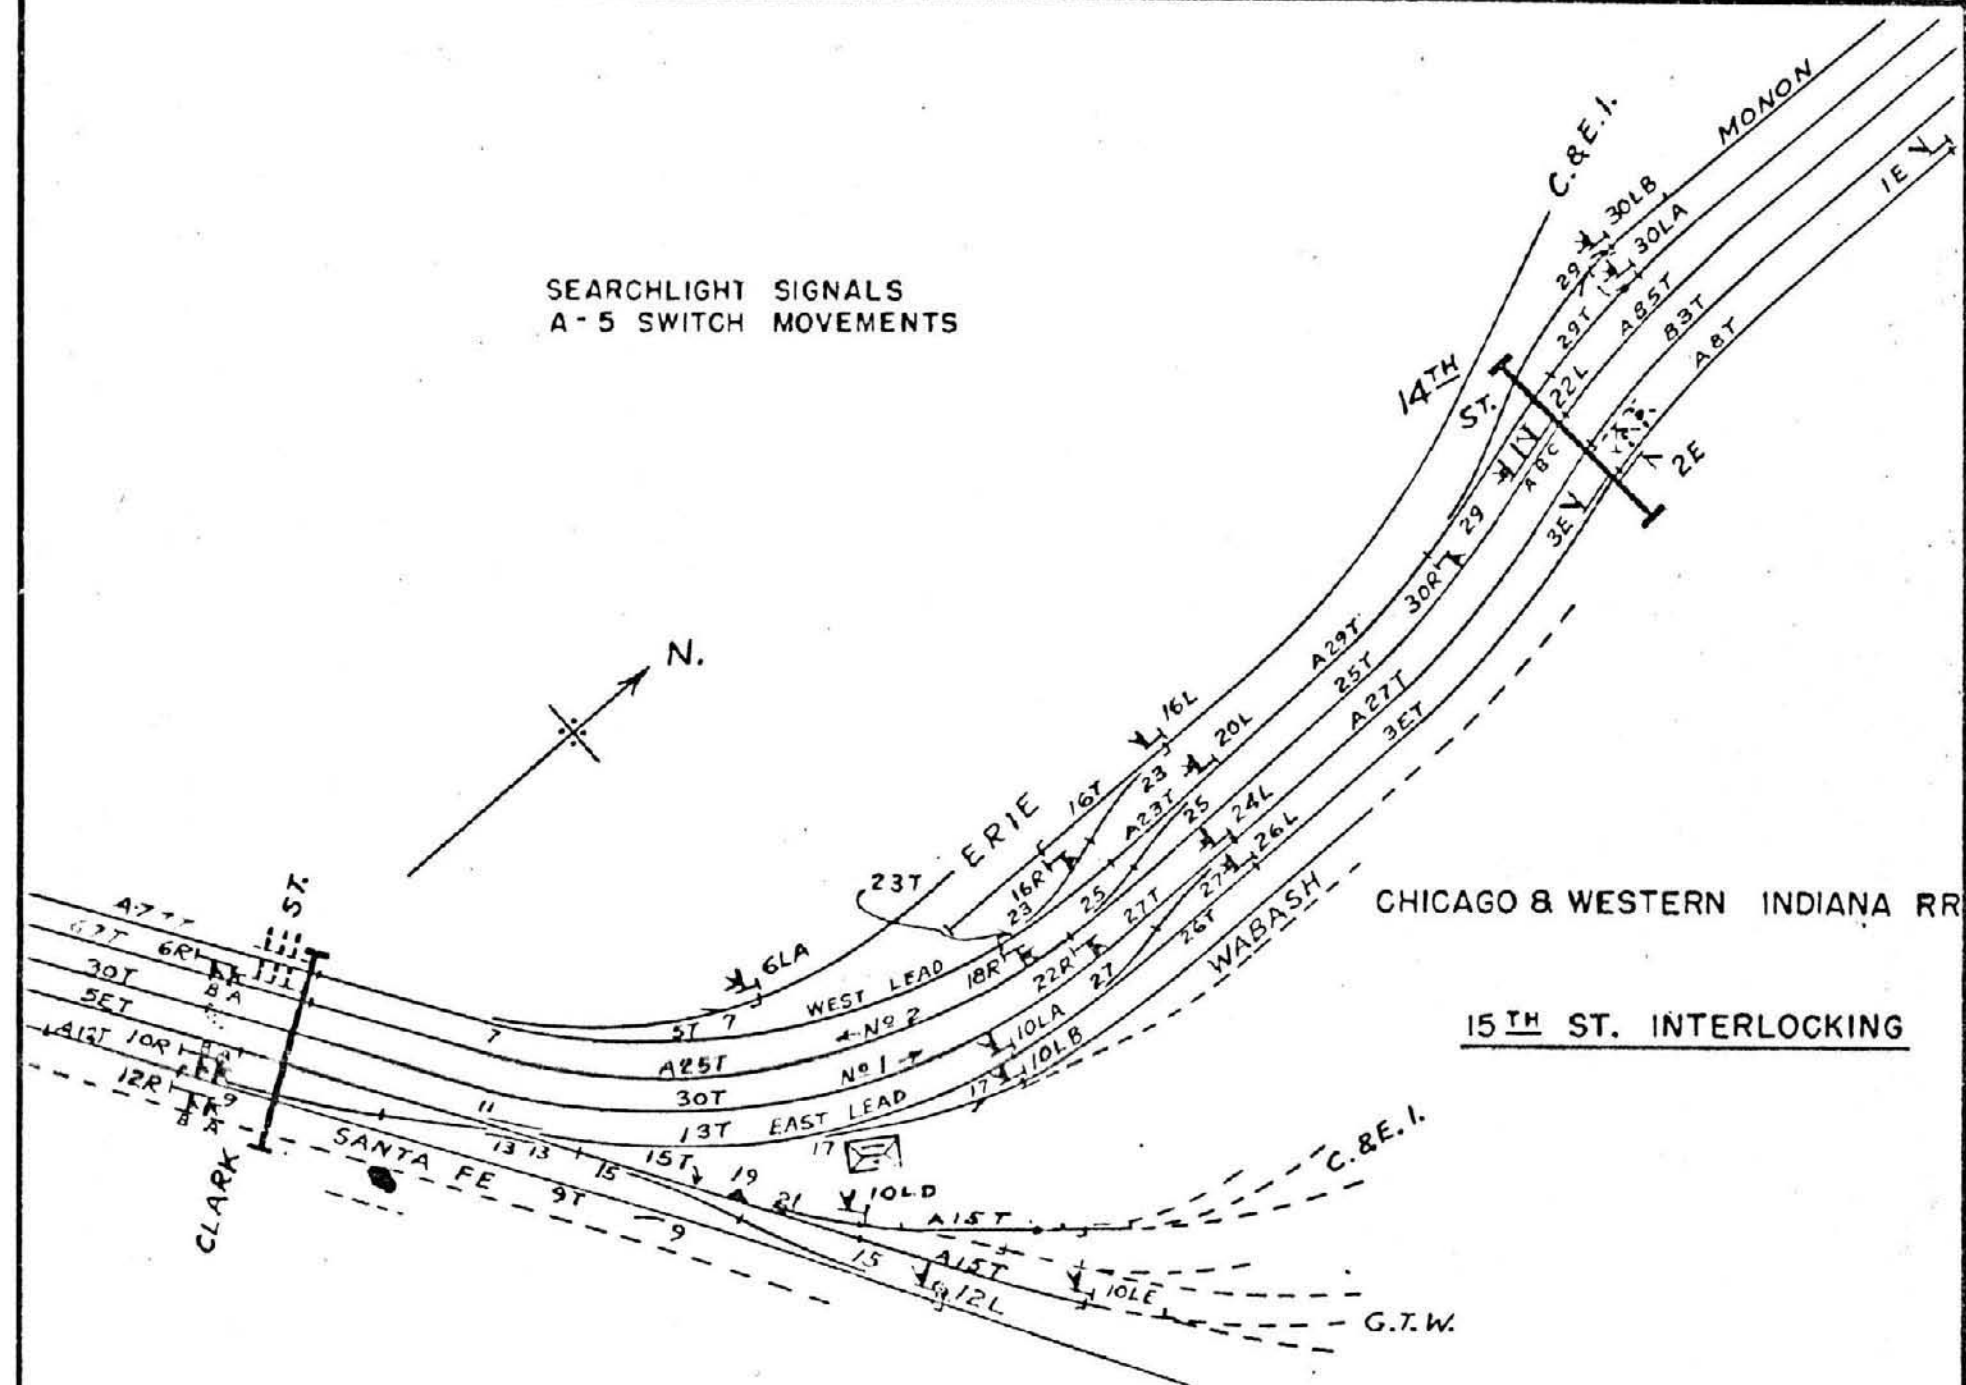 MONON
C.&E.I.
1E
30LB
30LA
29
29T
A85T
B3T
A8T
SEARCHLIGHT SIGNALS
A-5 SWITCH MOVEMENTS
14TH
ST.
22L
A B C
2E
3E
29
30R
N.
A29T
25T
A27T
3ET
16L
20L
23
16T
A23T
25
24L
26L
ERIE
16R
23T
23
25
27T
27
26T
WABASH
CHICAGO & WESTERN INDIANA RR
15TH ST. INTERLOCKING
ST.
6R
B A
30T
5ET
A12T
10R
12R
9
B A
CLARK
6LA
WEST LEAD
18R
22R
27
7
5T
7
No 2
A25T
10LA
10LB
No 1
30T
11
13T
EAST LEAD
17
17
SANTA FE
13
13
15
15T
19
21
10LD
A15T
9T
9
15
A15T
12L
10LE
C.&E.I.
G.T.W.